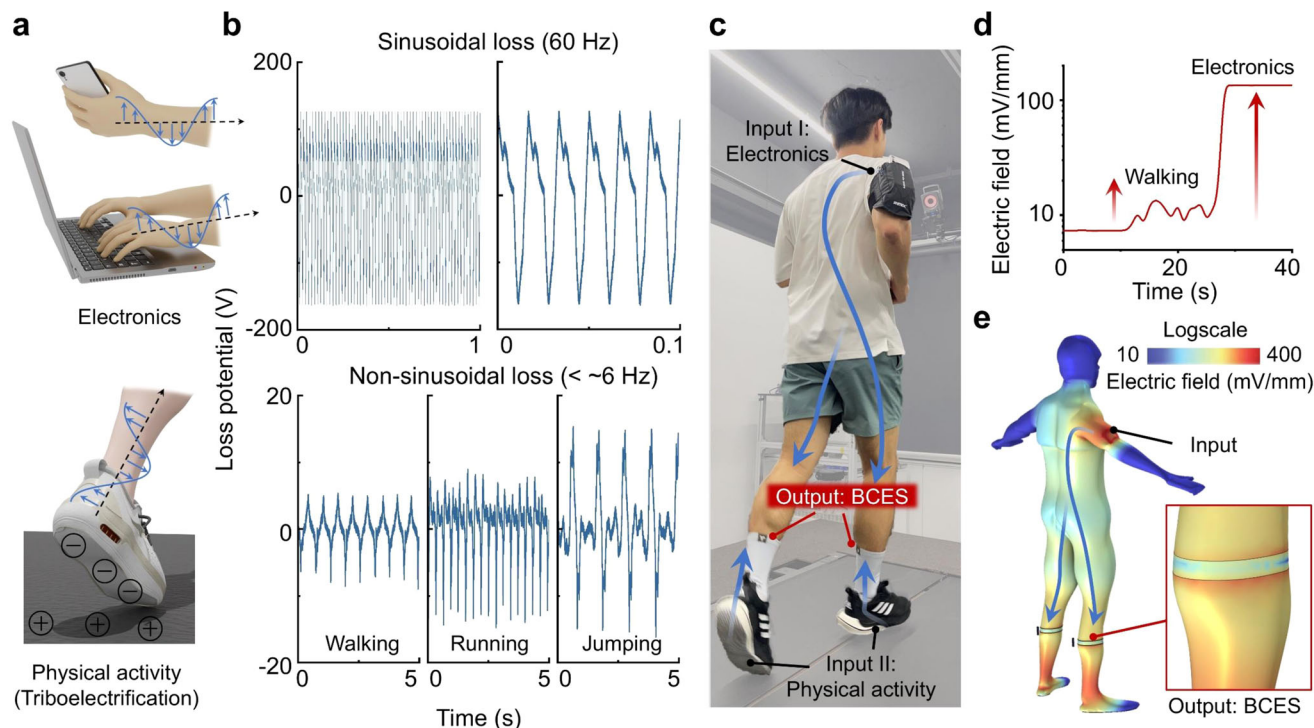 a
Electronics
Physical activity
(Triboelectrification)
b
Sinusoidal loss (60 Hz)
200
0
-200
0
1
0
0.1
Loss potential (V)
Non-sinusoidal loss (< ~6 Hz)
20
0
-20
Walking
Running
Jumping
0
5
0
5
0
5
Time (s)
c
Input I:
Electronics
Output: BCES
Input II:
Physical activity
d
Electric field (mV/mm)
100
10
Walking
Electronics
0
20
40
Time (s)
e
Logscale
10
400
Electric field (mV/mm)
Input
Output: BCES